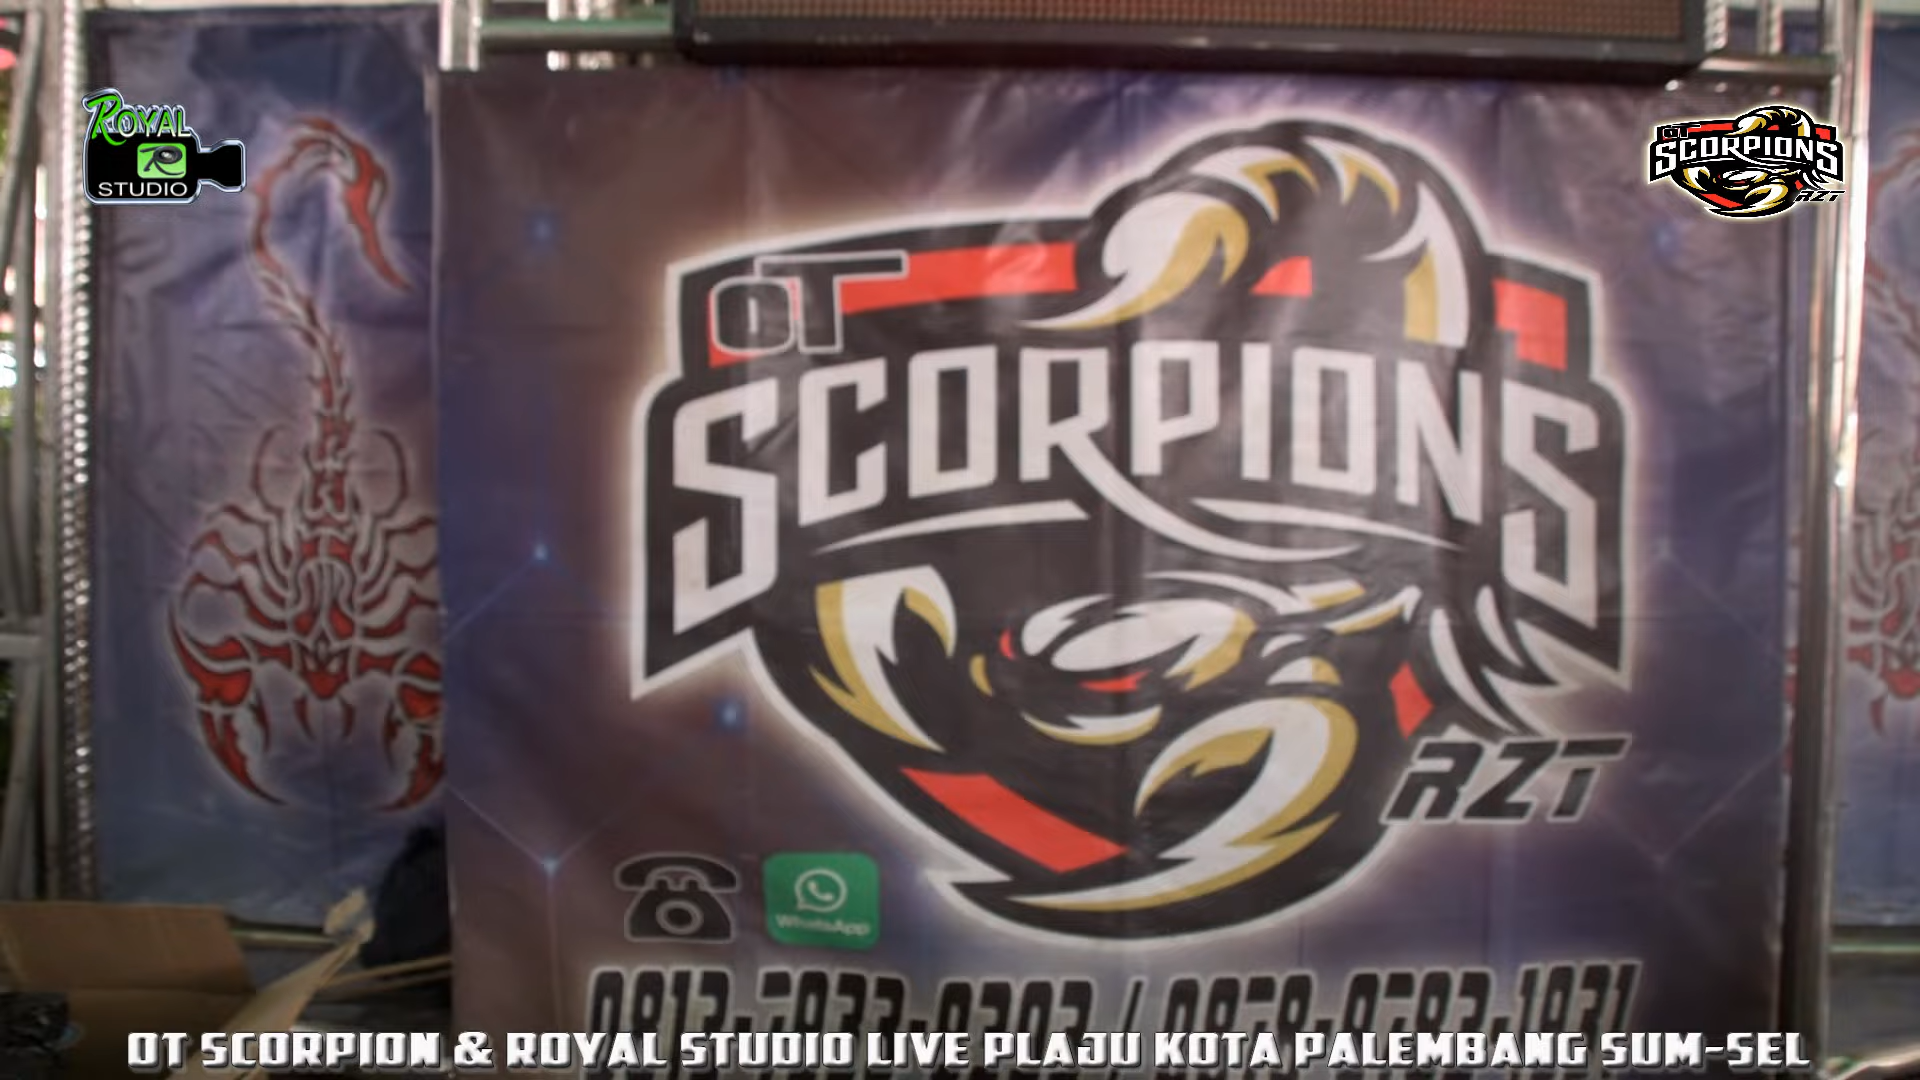 ROYAL
R
STUDIO
OT
SCORPIONS
RZT
OT
SCORPIONS
RZT
WhatsApp
OT SCORPION & ROYAL STUDIO LIVE PLAJU KOTA PALEMBANG SUM-SEL